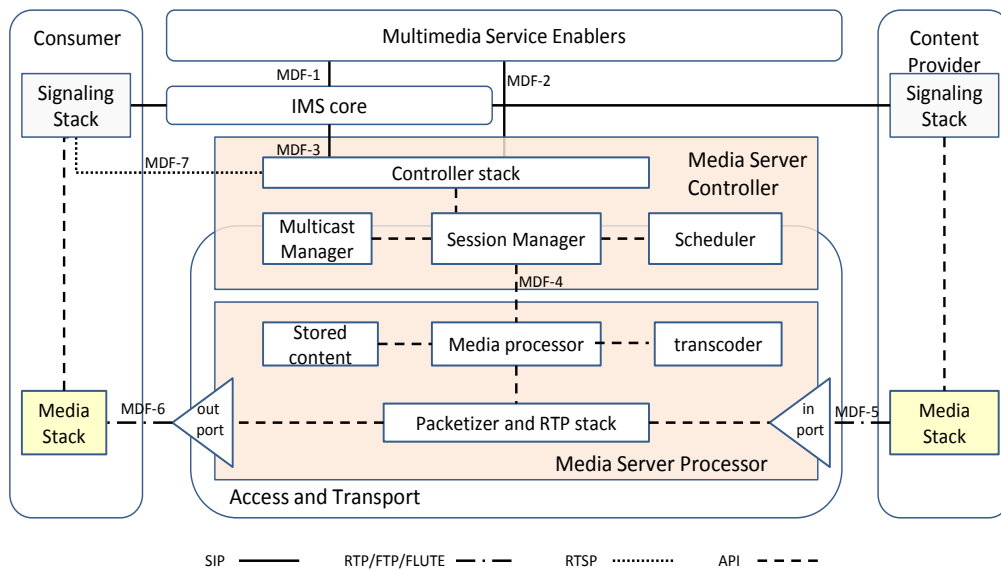 Consumer
Multimedia Service Enablers
Content
Provider
MDF-1
MDF-2
Signaling
Stack
IMS core
Signaling
Stack
MDF-3
MDF-7
Controller stack
Media Server
Controller
Multicast
Manager
Session Manager
Scheduler
MDF-4
Stored
content
Media processor
transcoder
Media
Stack
MDF-6
out
port
Packetizer and RTP stack
in
port
MDF-5
Media
Stack
Media Server Processor
Access and Transport
SIP
RTP/FTP/FLUTE
RTSP
API